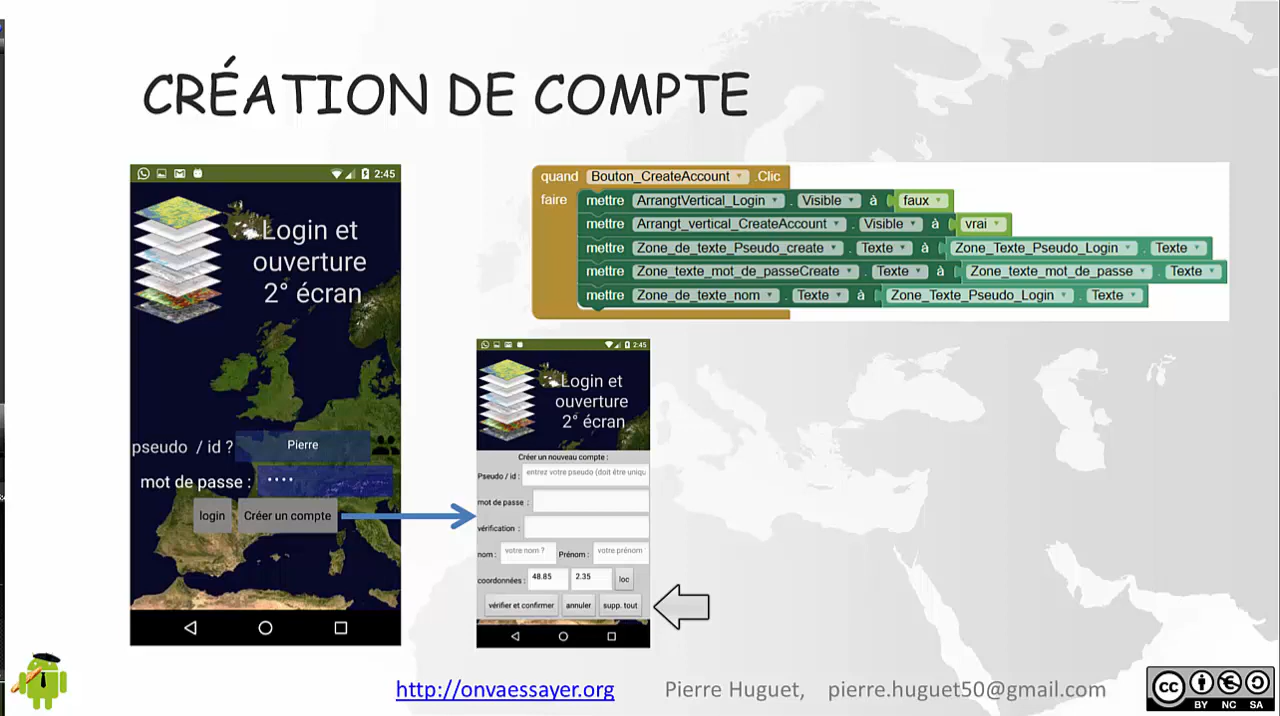 CRÉATION DE COMPTE
2:45
Login et
ouverture
2° écran
pseudo / id ?
Pierre
mot de passe :
login
Créer un compte
quand Bouton_CreateAccount .Clic
faire mettre ArrangtVertical_Login . Visible à faux
mettre Arrangt_vertical_CreateAccount . Visible à vrai
mettre Zone_de_texte_Pseudo_create . Texte à Zone_Texte_Pseudo_Login . Texte
mettre Zone_texte_mot_de_passeCreate . Texte à Zone_texte_mot_de_passe . Texte
mettre Zone_de_texte_nom . Texte à Zone_Texte_Pseudo_Login . Texte
2:45
Login et
ouverture
2° écran
Créer un nouveau compte :
Pseudo / id : entrez votre pseudo (doit être uniqu
mot de passe :
vérification :
nom : votre nom ? Prénom : votre prénom
coordonnées : 48.85 2.35 loc
vérifier et confirmer annuler supp. tout
http://onvaessayer.org Pierre Huguet, pierre.huguet50@gmail.com
cc
BY NC SA